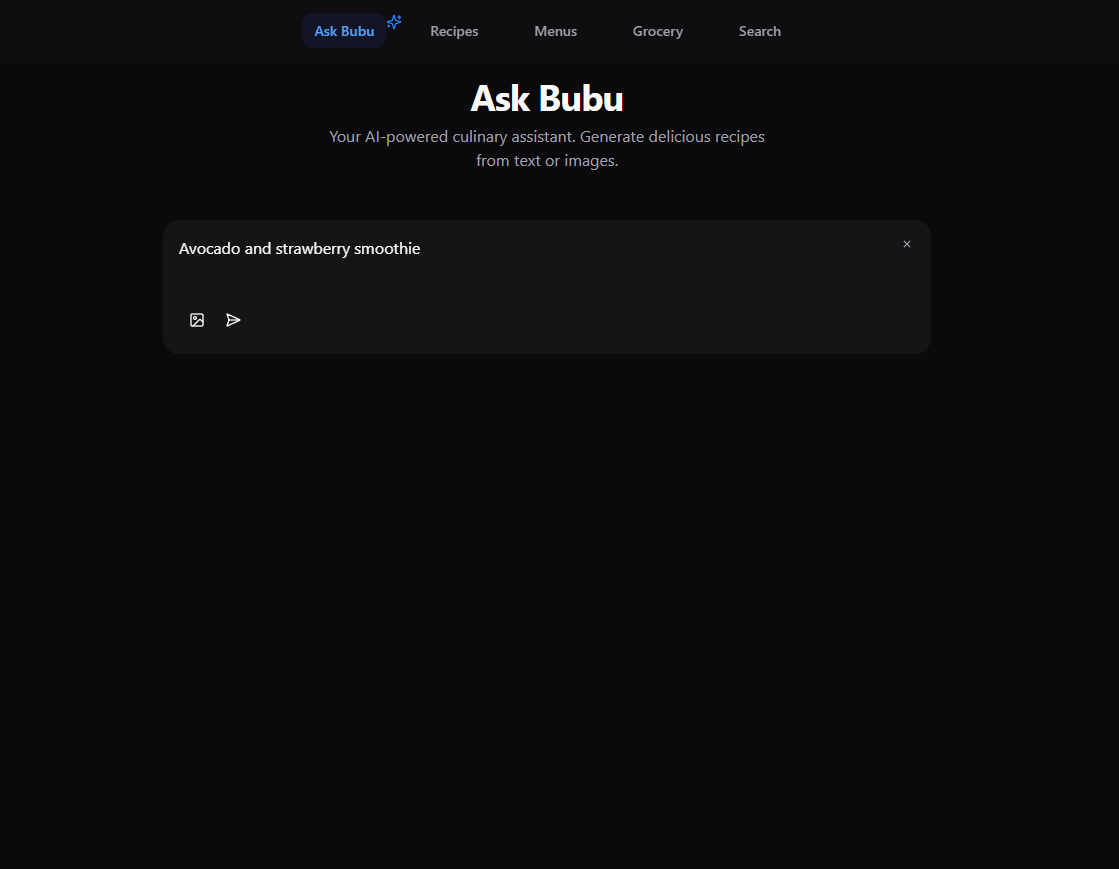 Ask Bubu Recipes Menus Grocery Search
Ask Bubu
Your AI-powered culinary assistant. Generate delicious recipes
from text or images.
Avocado and strawberry smoothie